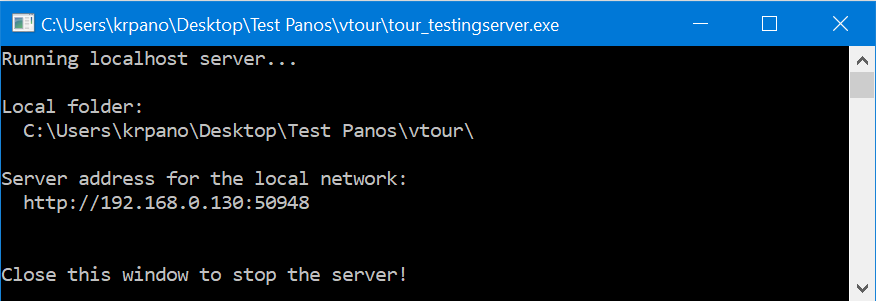 C:\Users\krpano\Desktop\Test Panos\vtour\tour_testingserver.exe
Running localhost server...
Local folder:
C:\Users\krpano\Desktop\Test Panos\vtour\
Server address for the local network:
http://192.168.0.130:50948
Close this window to stop the server!